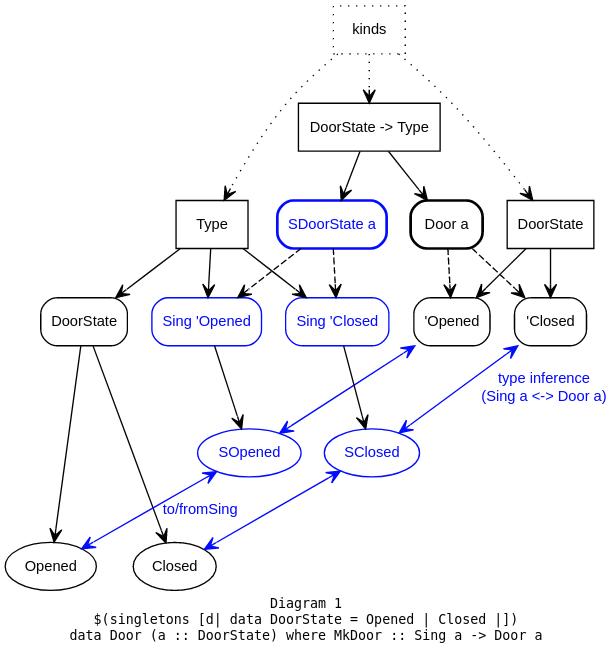 kinds
DoorState -> Type
Type
SDoorState a
Door a
DoorState
DoorState
Sing 'Opened
Sing 'Closed
'Opened
'Closed
type inference
(Sing a <-> Door a)
SOpened
SClosed
to/fromSing
Opened
Closed
Diagram 1
$(singletons [d| data DoorState = Opened | Closed |])
data Door (a :: DoorState) where MkDoor :: Sing a -> Door a